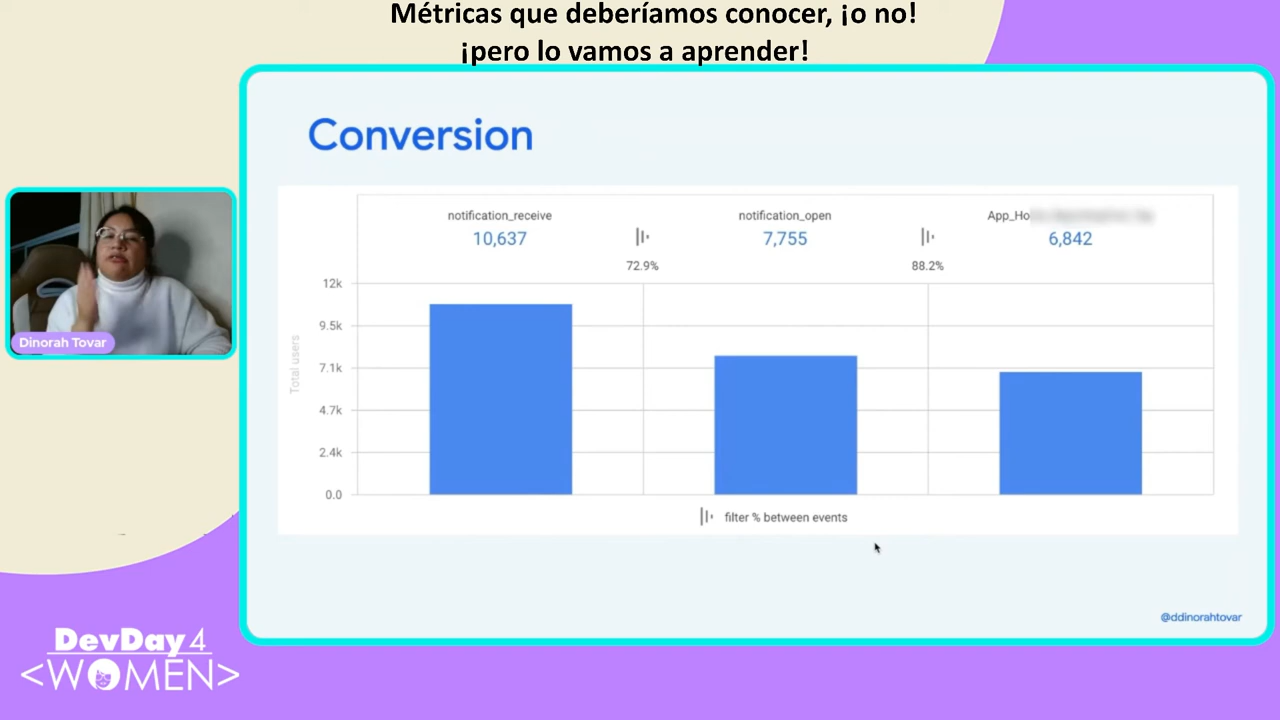 Métricas que deberíamos conocer, ¡o no!
¡pero lo vamos a aprender!
Conversion
notification_receive
10,637
72.9%
notification_open
7,755
88.2%
6,842
12k
9.5k
7.1k
4.7k
2.4k
0.0
Total users
filter % between events
@ddinorahtovar
Dinorah Tovar
DevDay4
<WOMEN>